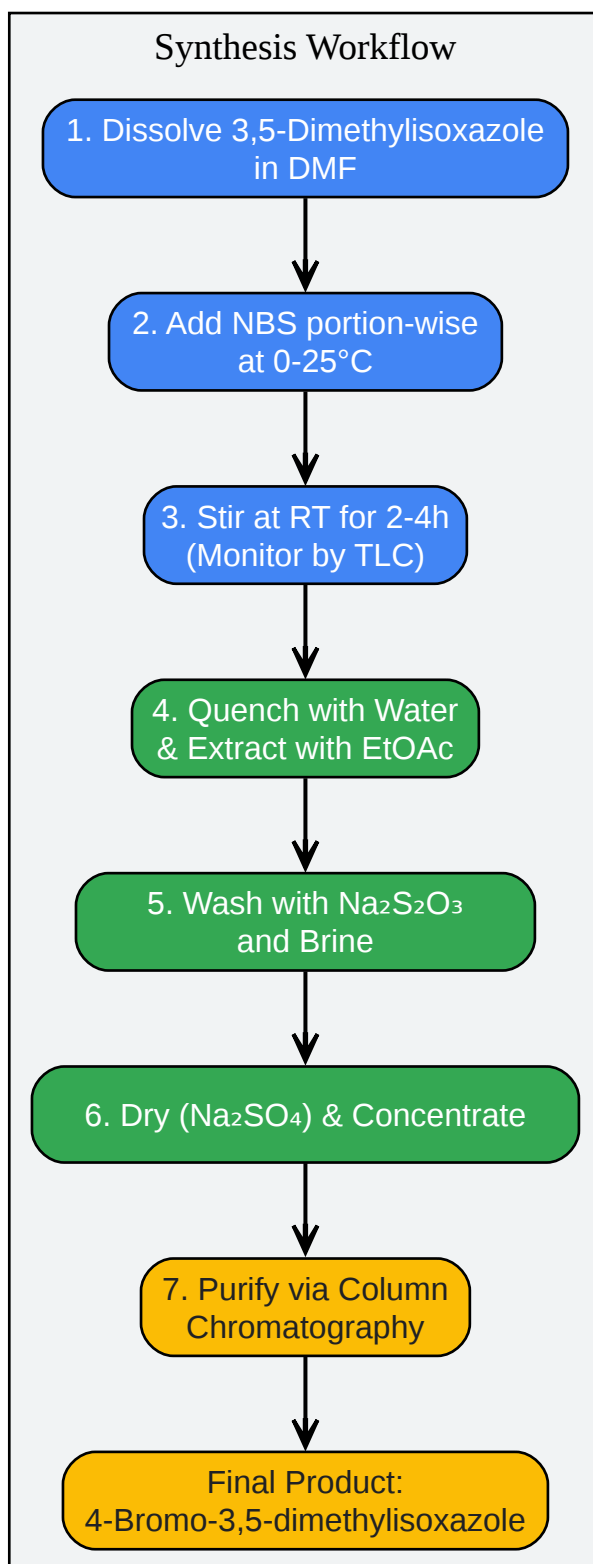 Synthesis Workflow
1. Dissolve 3,5-Dimethylisoxazole
in DMF
2. Add NBS portion-wise
at 0-25°C
3. Stir at RT for 2-4h
(Monitor by TLC)
4. Quench with Water
& Extract with EtOAc
5. Wash with Na₂S₂O₃
and Brine
6. Dry (Na₂SO₄) & Concentrate
7. Purify via Column
Chromatography
Final Product:
4-Bromo-3,5-dimethylisoxazole